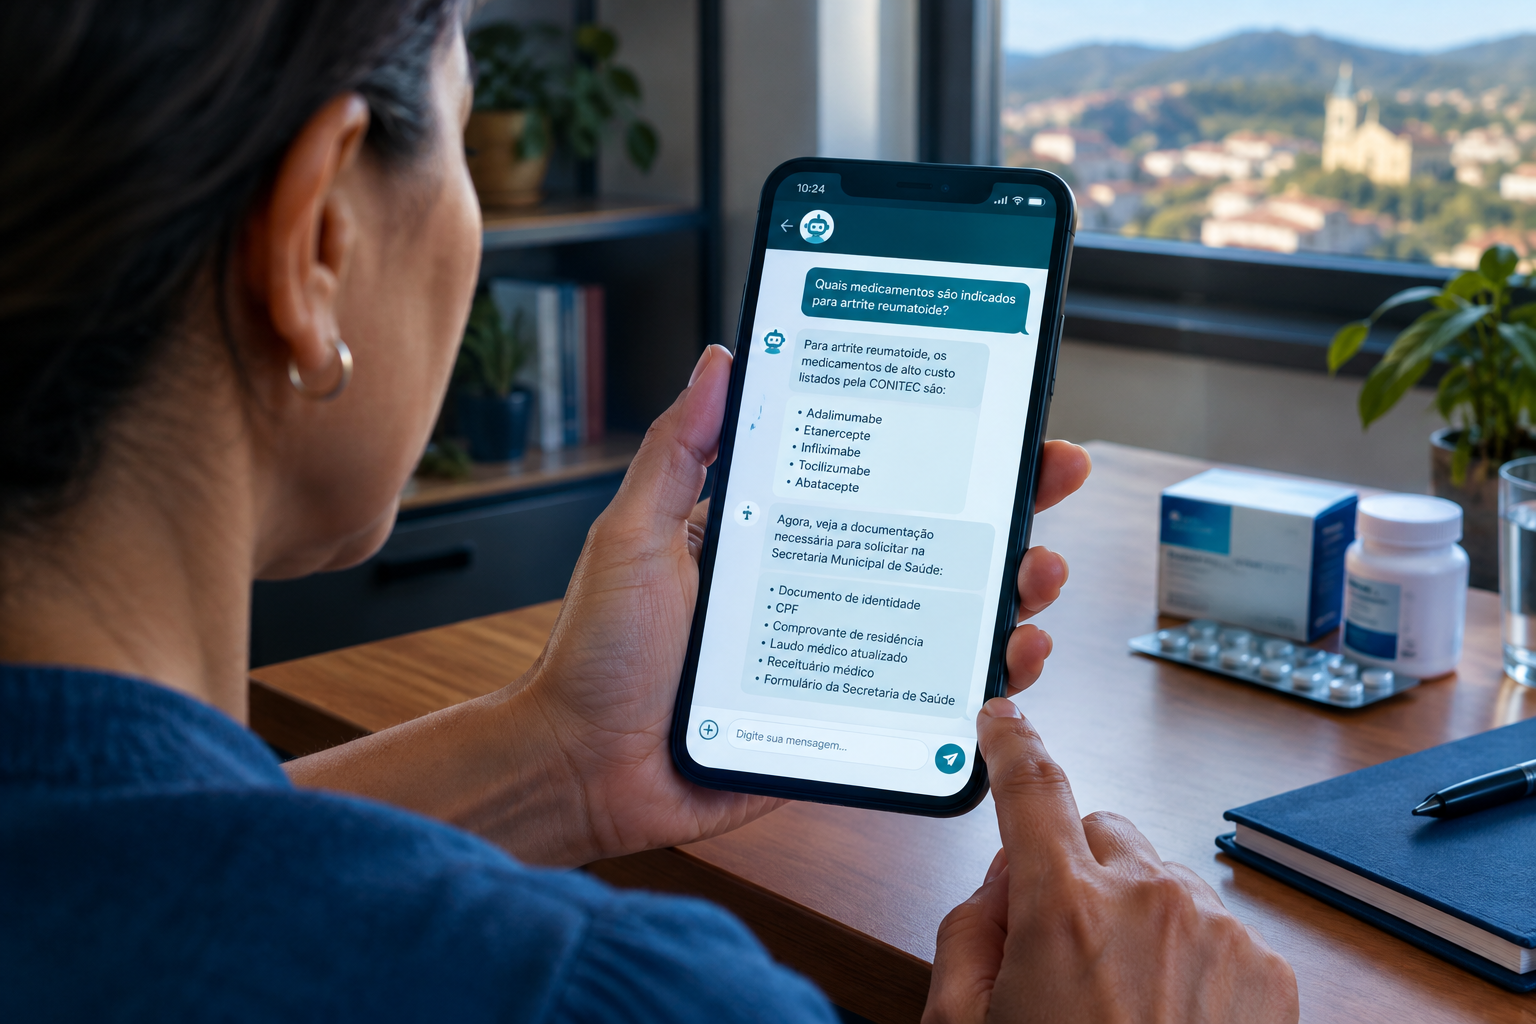 10:24
Quais medicamentos são indicados
para artrite reumatoide?
Para artrite reumatoide, os
medicamentos de alto custo
listados pela CONITEC são:
• Adalimumabe
• Etanercepte
• Infliximabe
• Tocilizumabe
• Abatacepte
Agora, veja a documentação
necessária para solicitar na
Secretaria Municipal de Saúde:
• Documento de identidade
• CPF
• Comprovante de residência
• Laudo médico atualizado
• Receituário médico
• Formulário da Secretaria de Saúde
Digite sua mensagem...